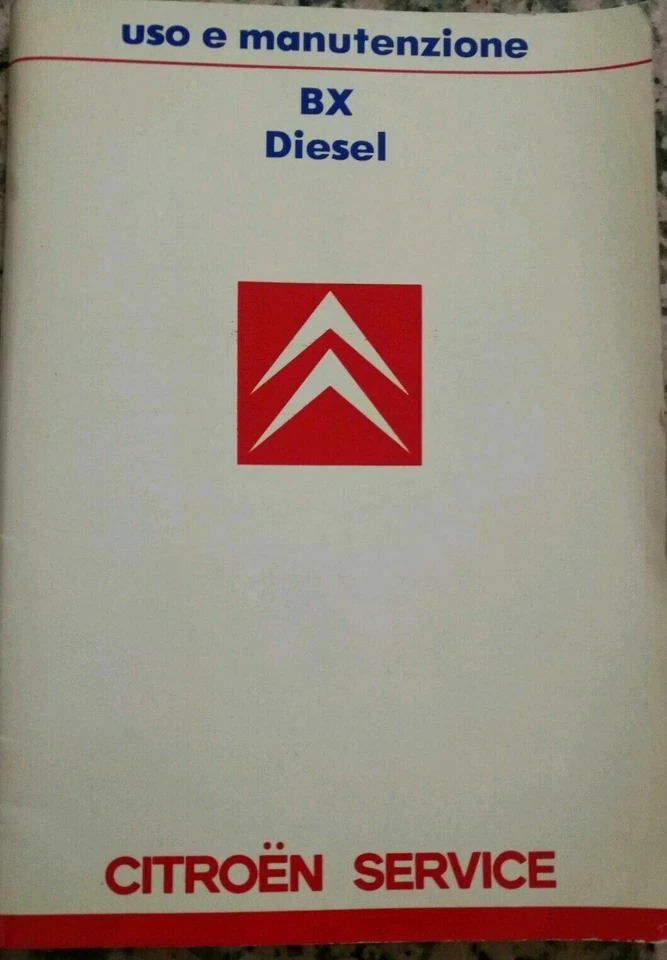 uso e manutenzione
BX
Diesel
CITROËN SERVICE